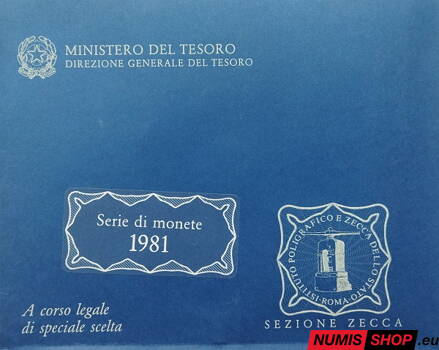 MINISTERO DEL TESORO
DIREZIONE GENERALE DEL TESORO
Serie di monete
1981
A corso legale
di speciale scelta
ISTITUTO POLIGRAFICO E ZECCA DELLO STATO · ROMA ·
SEZIONE ZECCA
NUMIS SHOP.eu